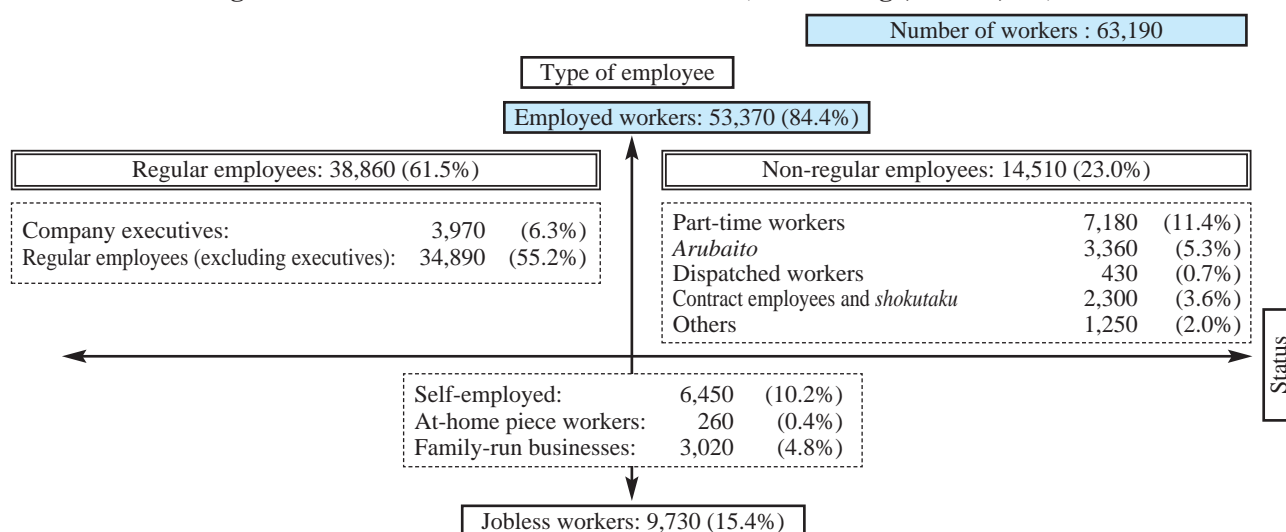 Number of workers : 63,190
Type of employee
Employed workers: 53,370 (84.4%)
Regular employees: 38,860 (61.5%)
Company executives: 3,970 (6.3%)
Regular employees (excluding executives): 34,890 (55.2%)
Non-regular employees: 14,510 (23.0%)
Part-time workers 7,180 (11.4%)
Arubaito 3,360 (5.3%)
Dispatched workers 430 (0.7%)
Contract employees and shokutaku 2,300 (3.6%)
Others 1,250 (2.0%)
Status
Self-employed: 6,450 (10.2%)
At-home piece workers: 260 (0.4%)
Family-run businesses: 3,020 (4.8%)
Jobless workers: 9,730 (15.4%)